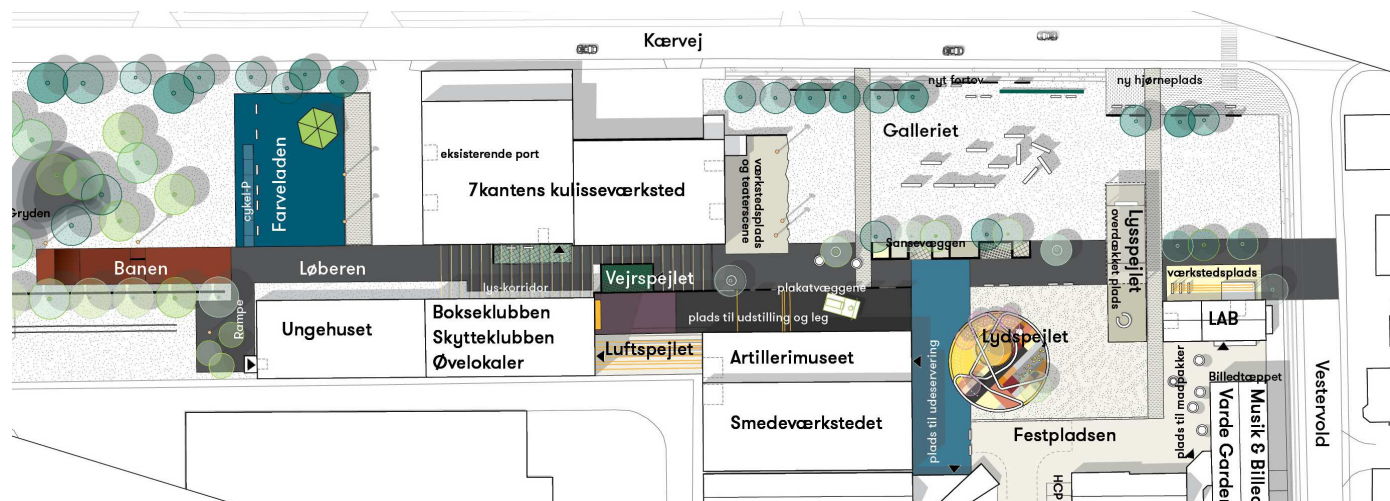 Kærvej
nyt fortov
ny hjørneplads
Galleriet
eksisterende port
7kantens kulisseværksted
værkstedsplads
og teaterscene
Farveladen
cykel-P
Gryden
Banen
Løberen
lys-korridor
Vejrspejlet
Sansevæggen
plakatvæggene
Lysspejlet
overdækket plads
værkstedsplads
Rampe
Ungehuset
Bokseklubben
Skytteklubben
Øvelokaler
Luftspejlet
plads til udstilling og leg
Artillerimuseet
Smedeværkstedet
plads til udeservering
Lydspejlet
Festpladsen
HCP
LAB
Billedtæppet
plads til madpakker
Varde Garde
Musik & Billed
Vestervold